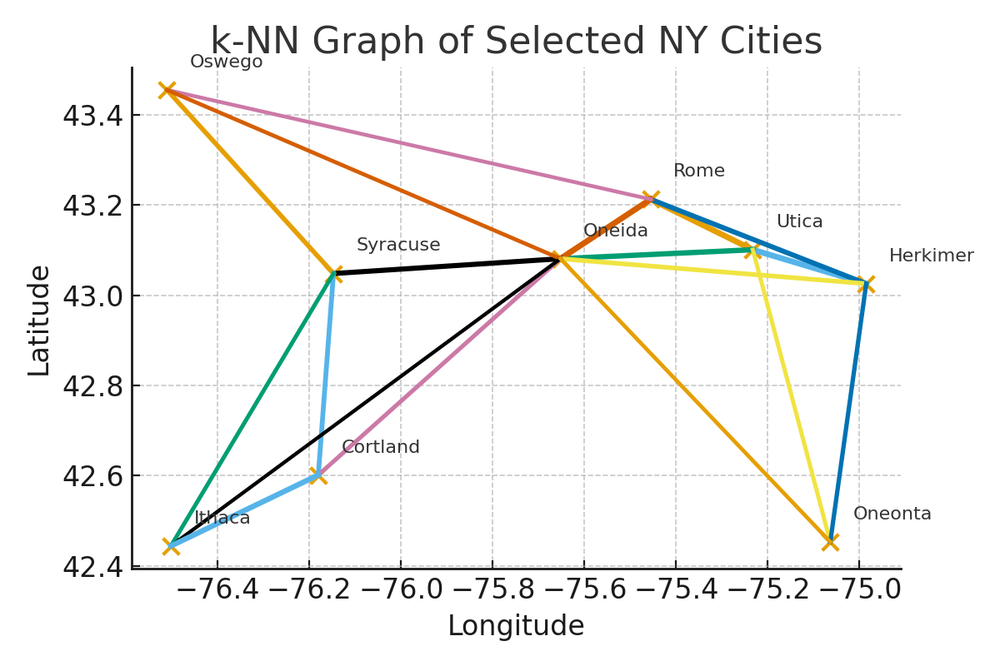 k-NN Graph of Selected NY Cities
Oswego
Rome
Utica
Oneida
Syracuse
Herkimer
Cortland
Ithaca
Oneonta
43.4
43.2
43.0
42.8
42.6
42.4
Latitude
−76.4 −76.2 −76.0 −75.8 −75.6 −75.4 −75.2 −75.0
Longitude